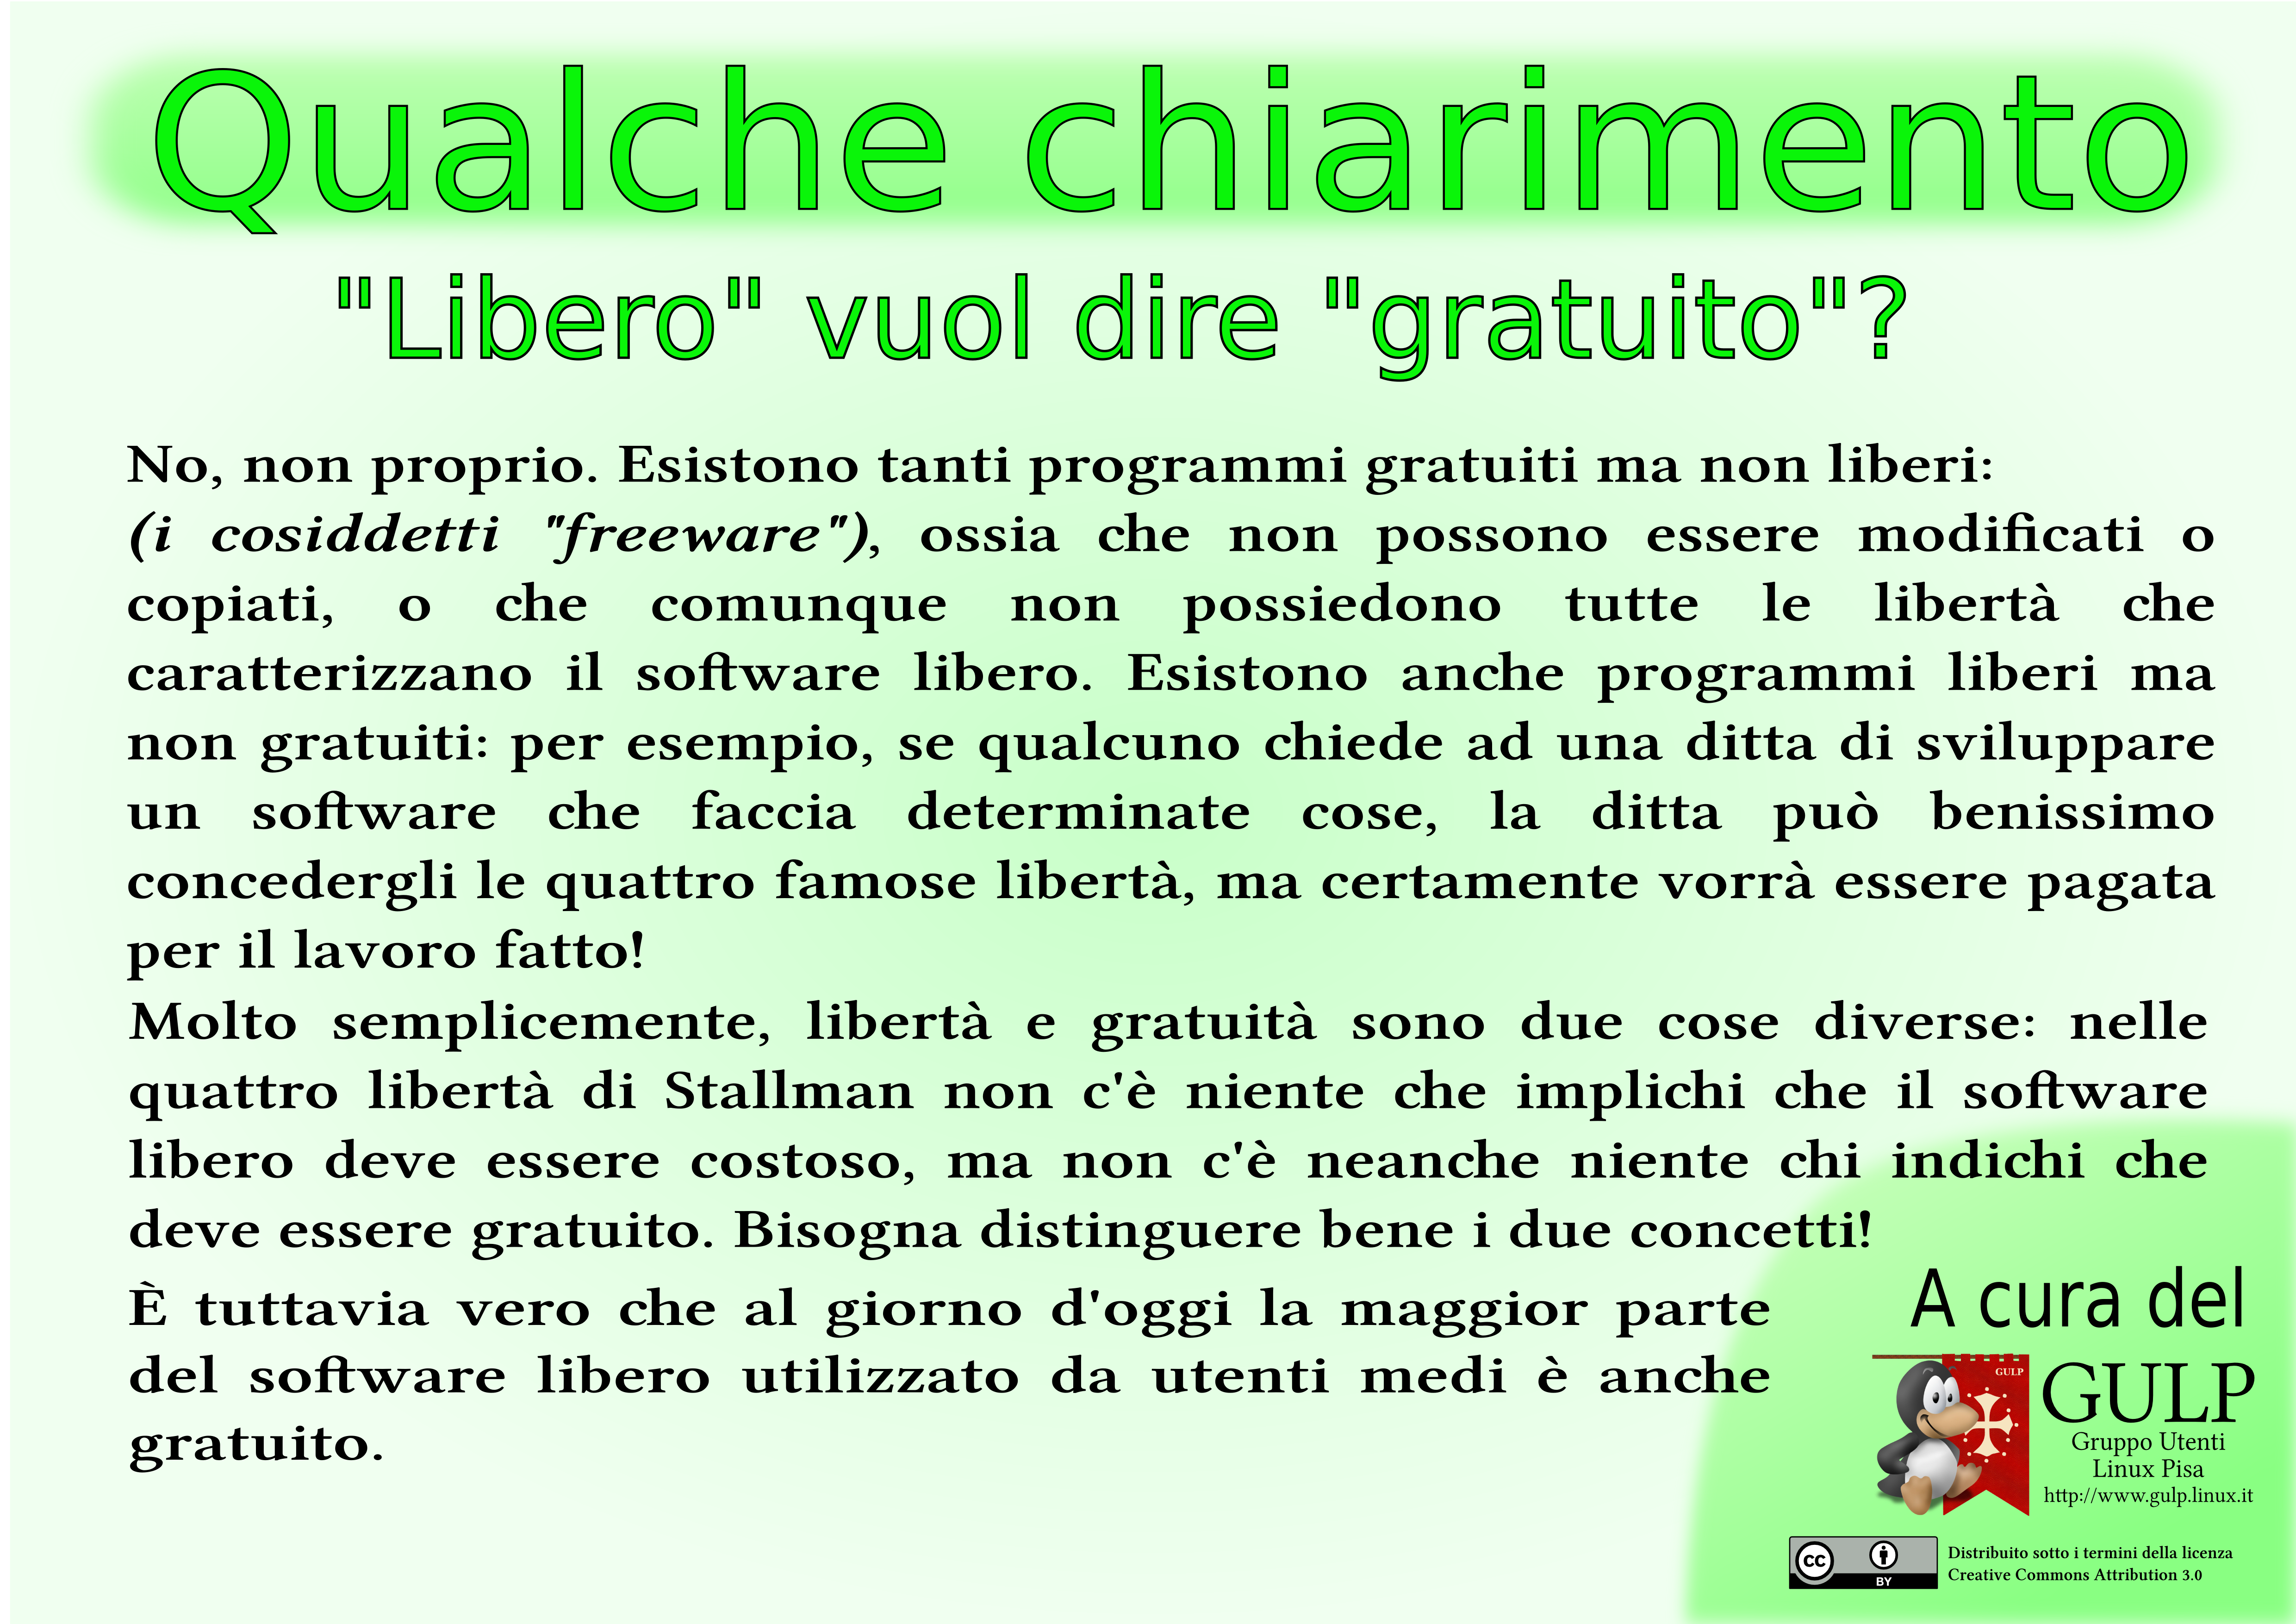 Qualche chiarimento
"Libero" vuol dire "gratuito"?
No, non proprio. Esistono tanti programmi gratuiti ma non liberi:
(i cosiddetti "freeware"), ossia che non possono essere modificati o
copiati, o che comunque non possiedono tutte le libertà che
caratterizzano il software libero. Esistono anche programmi liberi ma
non gratuiti: per esempio, se qualcuno chiede ad una ditta di sviluppare
un software che faccia determinate cose, la ditta può benissimo
concedergli le quattro famose libertà, ma certamente vorrà essere pagata
per il lavoro fatto!
Molto semplicemente, libertà e gratuità sono due cose diverse: nelle
quattro libertà di Stallman non c'è niente che implichi che il software
libero deve essere costoso, ma non c'è neanche niente chi indichi che
deve essere gratuito. Bisogna distinguere bene i due concetti!
È tuttavia vero che al giorno d'oggi la maggior parte
del software libero utilizzato da utenti medi è anche
gratuito.
A cura del
GULP
GULP
Gruppo Utenti
Linux Pisa
http://www.gulp.linux.it
cc
BY
Distribuito sotto i termini della licenza
Creative Commons Attribution 3.0